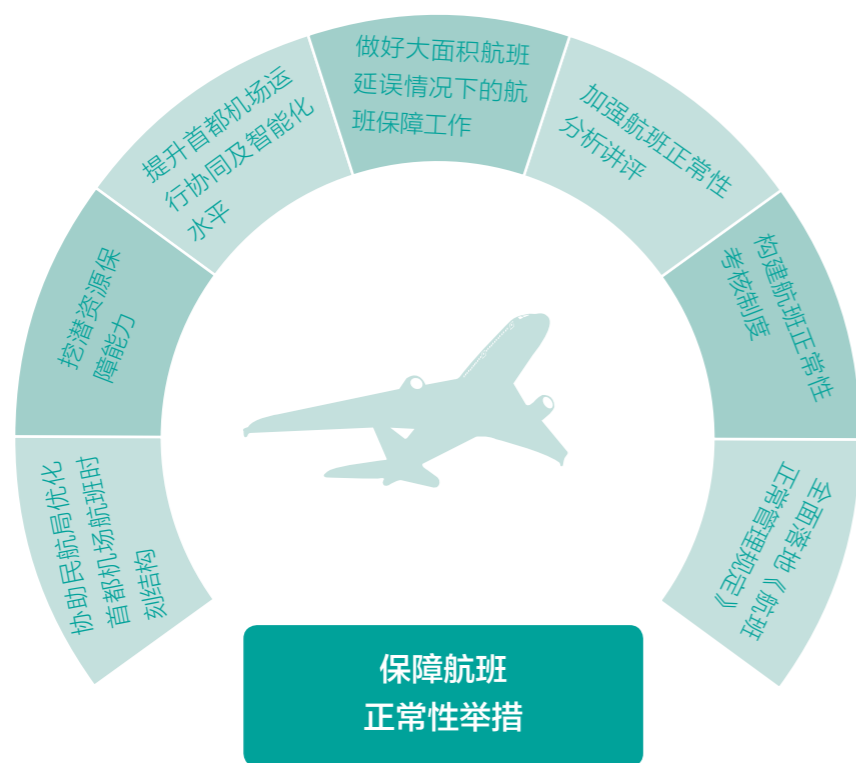 协助民航局优化
首都机场航班时
刻结构
挖潜资源保
障能力
提升首都机场运
行协同及智能化
水平
做好大面积航班
延误情况下的航
班保障工作
加强航班正常性
分析讲评
构建航班正常性
考核制度
全面落地《航班
正常管理规定》
保障航班
正常性举措